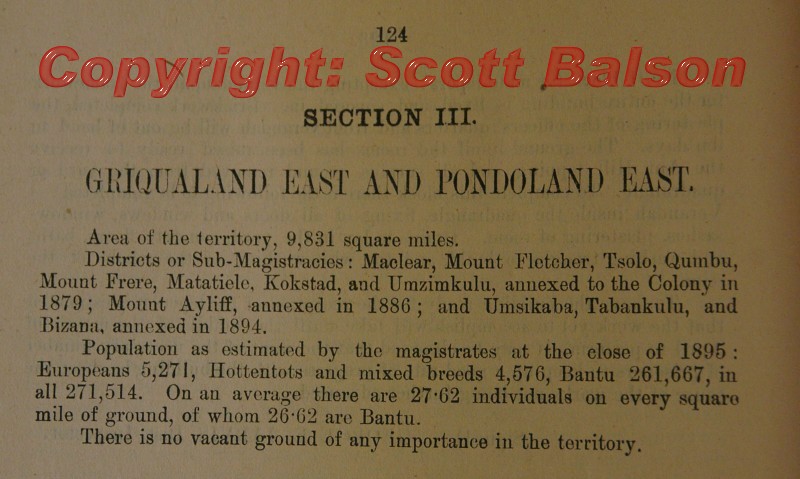 124
Copyright: Scott Balson
SECTION III.
GRIQUALAND EAST AND PONDOLAND EAST.
Area of the territory, 9,831 square miles.
Districts or Sub-Magistracies: Maclear, Mount Fletcher, Tsolo, Qumbu,
Mount Frere, Matatiele, Kokstad, and Umzimkulu, annexed to the Colony in
1879; Mount Ayliff, annexed in 1886; and Umsikaba, Tabankulu, and
Bizana, annexed in 1894.
Population as estimated by the magistrates at the close of 1895:
Europeans 5,271, Hottentots and mixed breeds 4,576, Bantu 261,667, in
all 271,514. On an average there are 27·62 individuals on every square
mile of ground, of whom 26·62 are Bantu.
There is no vacant ground of any importance in the territory.